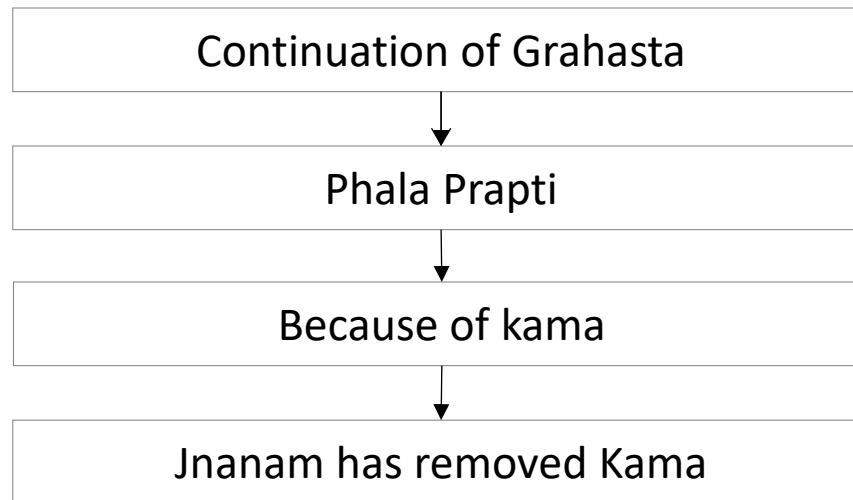 Continuation of Grahasta
Phala Prapti
Because of kama
Jnanam has removed Kama